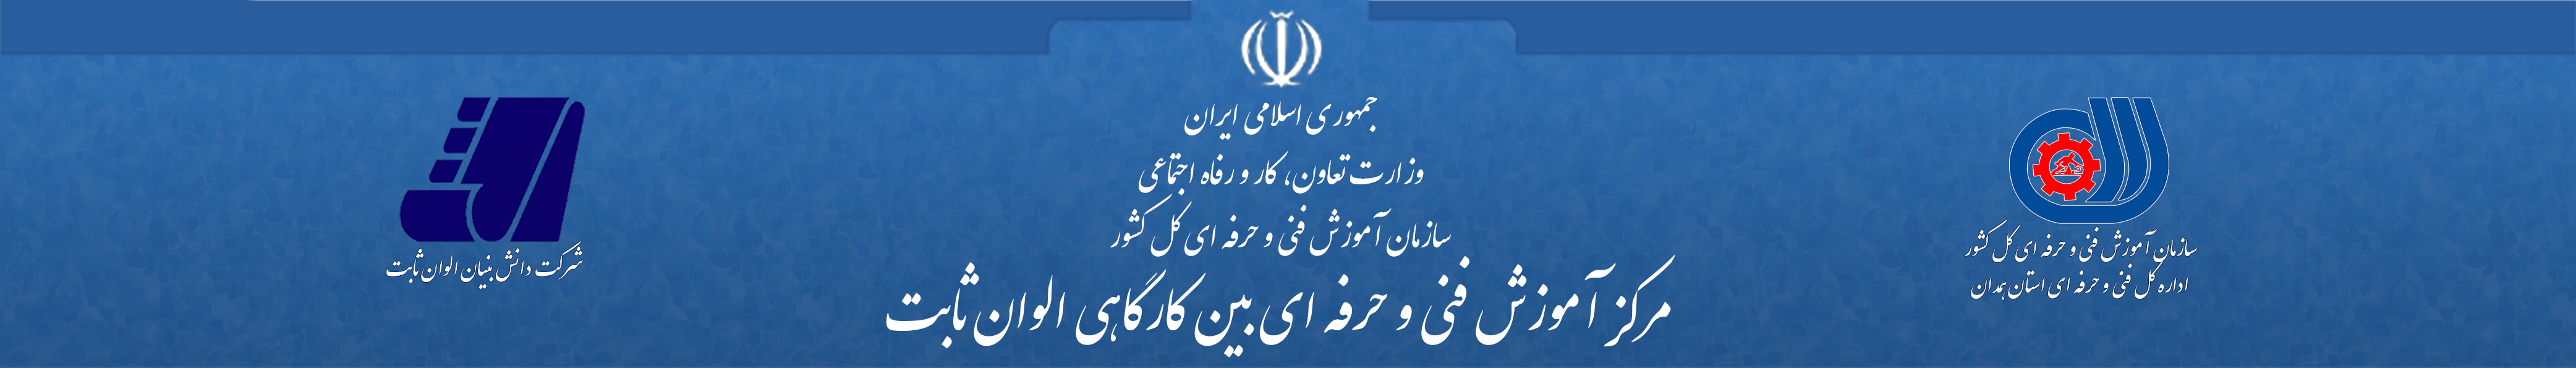 جمهوری اسلامی ایران
وزارت تعاون، کار و رفاه اجتماعی
سازمان آموزش فنی و حرفه ای کل کشور
مرکز آموزش فنی و حرفه ای بین کارگاهی الوان ثابت
سازمان آموزش فنی و حرفه ای کل کشور
اداره کل فنی و حرفه ای استان همدان
شرکت دانش بنیان الوان ثابت